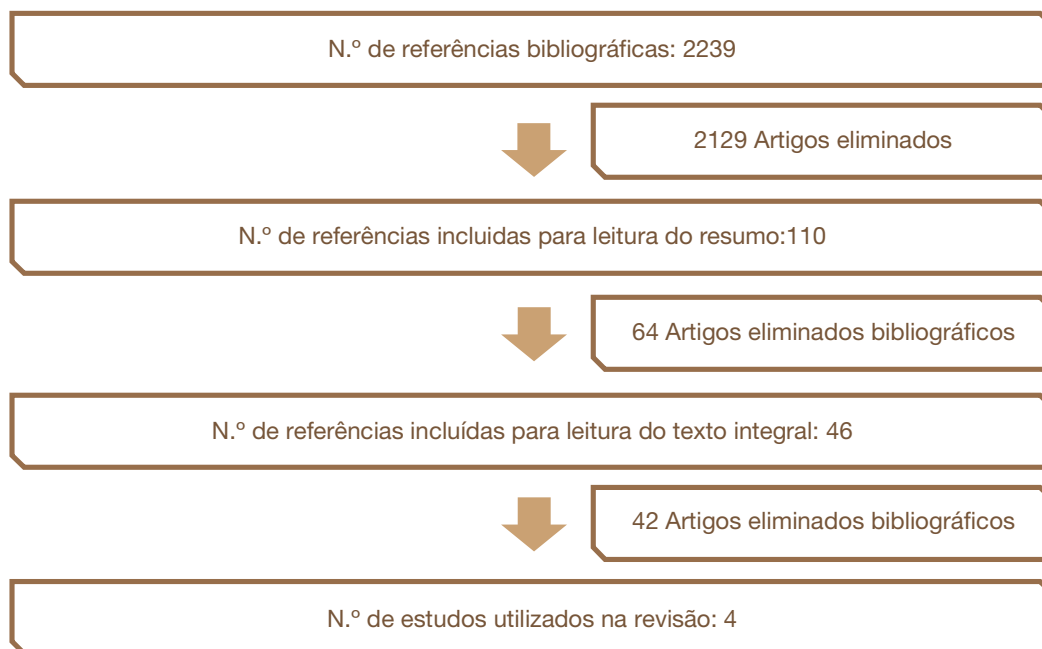 N.º de referências bibliográficas: 2239
2129 Artigos eliminados
N.º de referências incluidas para leitura do resumo:110
64 Artigos eliminados bibliográficos
N.º de referências incluídas para leitura do texto integral: 46
42 Artigos eliminados bibliográficos
N.º de estudos utilizados na revisão: 4